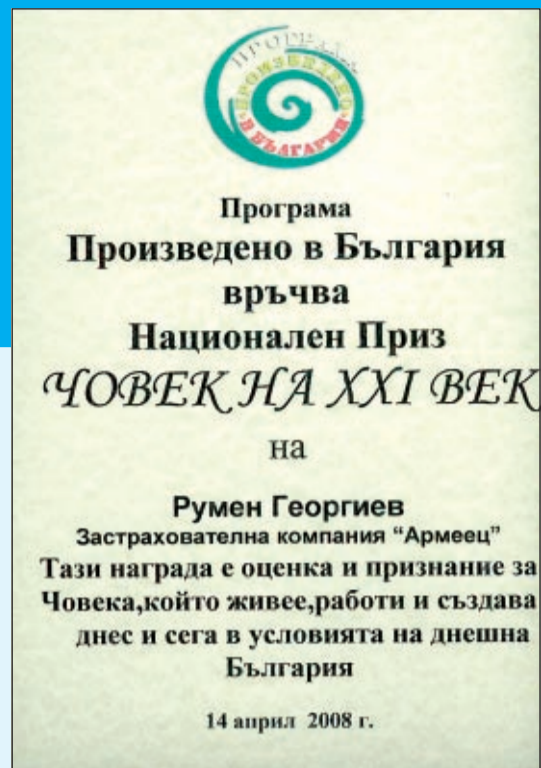 ПРОГРАМА
ПРОИЗВЕДЕНО
В БЪЛГАРИЯ
Програма
Произведено в България
връчва
Национален Приз
ЧОВЕК НА XXI ВЕК
на
Румен Георгиев
Застрахователна компания “Армеец”
Тази награда е оценка и признание за
Човека,който живее,работи и създава
днес и сега в условията на днешна
България
14 април 2008 г.